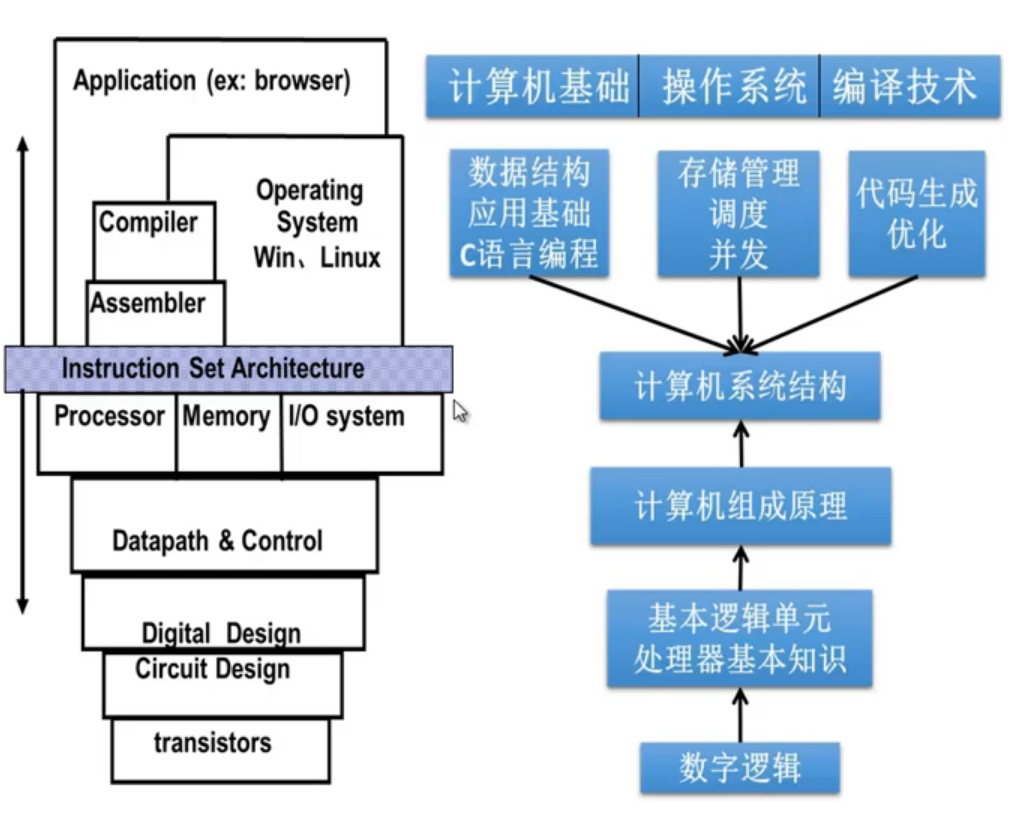 Application (ex: browser)
Operating
System
Win、Linux
Compiler
Assembler
Instruction Set Architecture
Processor
Memory
I/O system
Datapath & Control
Digital Design
Circuit Design
transistors
计算机基础
操作系统
编译技术
数据结构
应用基础
C语言编程
存储管理
调度
并发
代码生成
优化
计算机系统结构
计算机组成原理
基本逻辑单元
处理器基本知识
数字逻辑